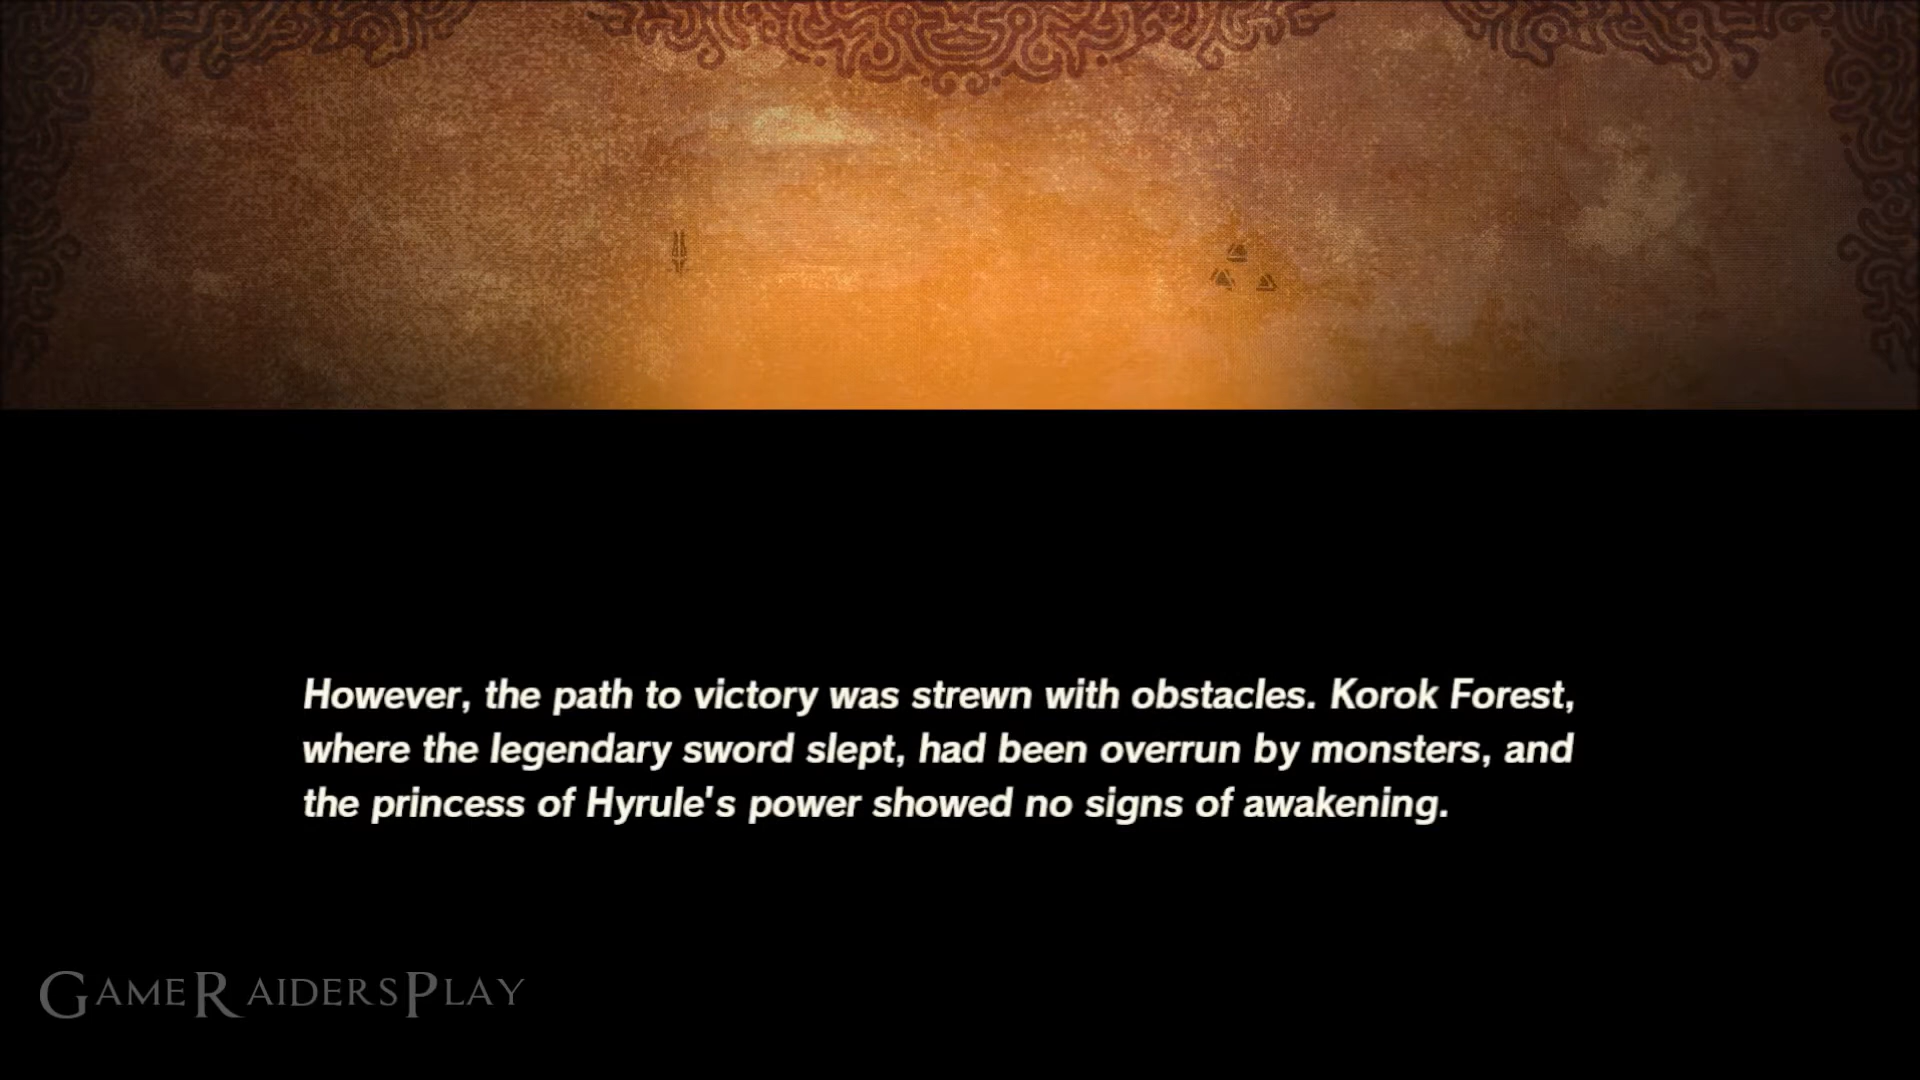 However, the path to victory was strewn with obstacles. Korok Forest,
where the legendary sword slept, had been overrun by monsters, and
the princess of Hyrule's power showed no signs of awakening.
GAMERAIDERSPLAY